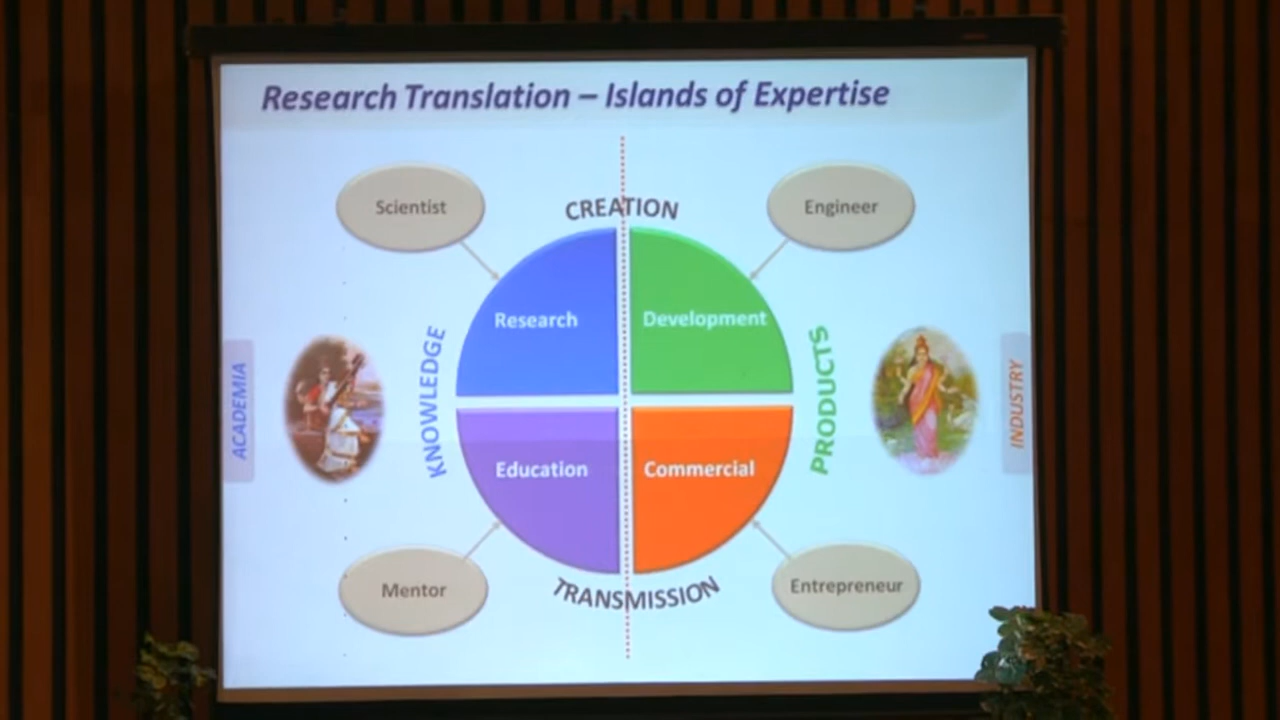 Research Translation – Islands of Expertise
Scientist
Engineer
CREATION
Research
Development
ACADEMIA
KNOWLEDGE
PRODUCTS
INDUSTRY
Education
Commercial
Mentor
TRANSMISSION
Entrepreneur